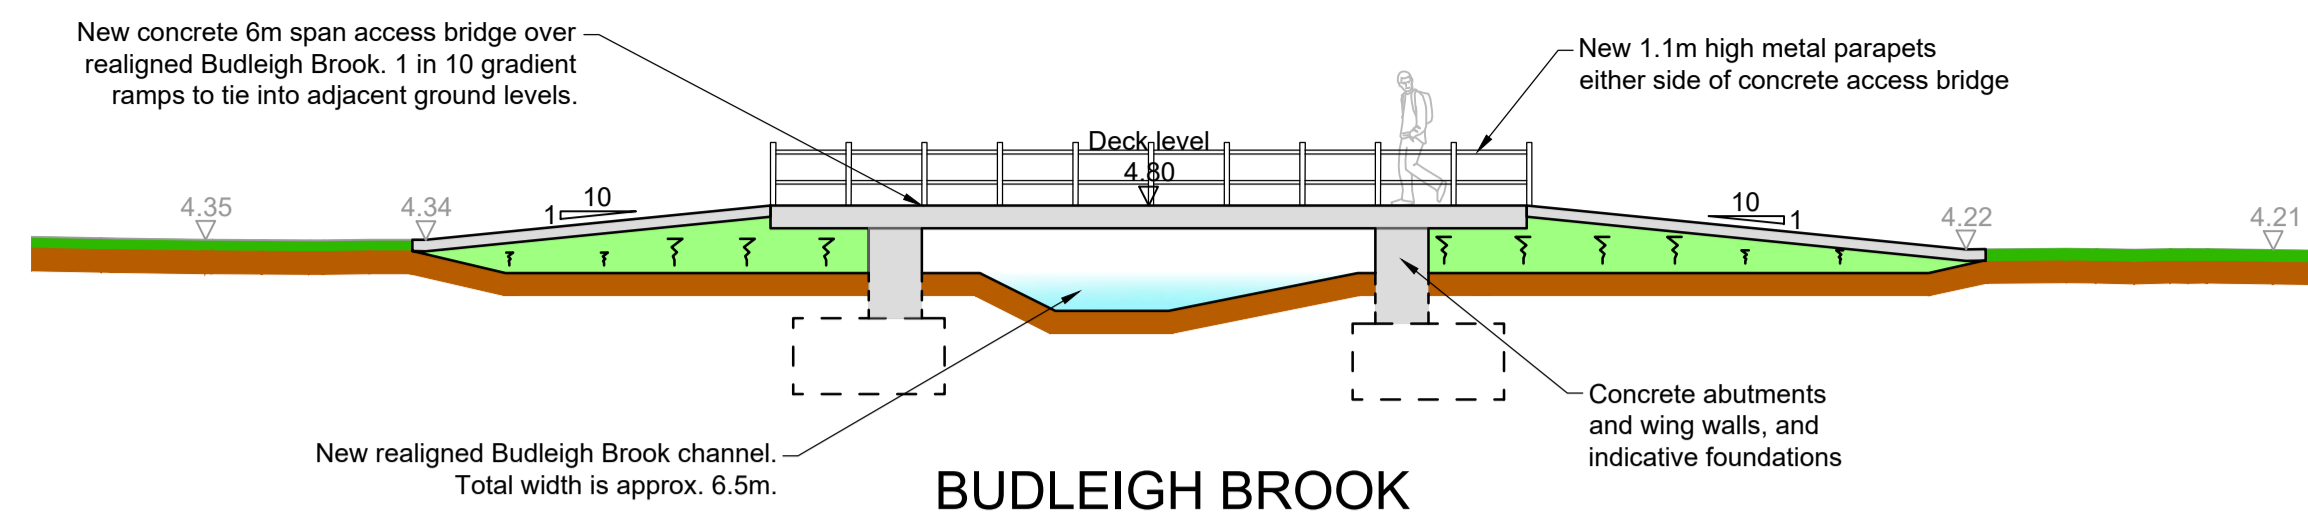 New concrete 6m span access bridge over
realigned Budleigh Brook. 1 in 10 gradient
ramps to tie into adjacent ground levels.
New 1.1m high metal parapets
either side of concrete access bridge
Deck level
4.80
4.35
4.34
1
10
10
1
4.22
4.21
New realigned Budleigh Brook channel.
Total width is approx. 6.5m.
Concrete abutments
and wing walls, and
indicative foundations
BUDLEIGH BROOK